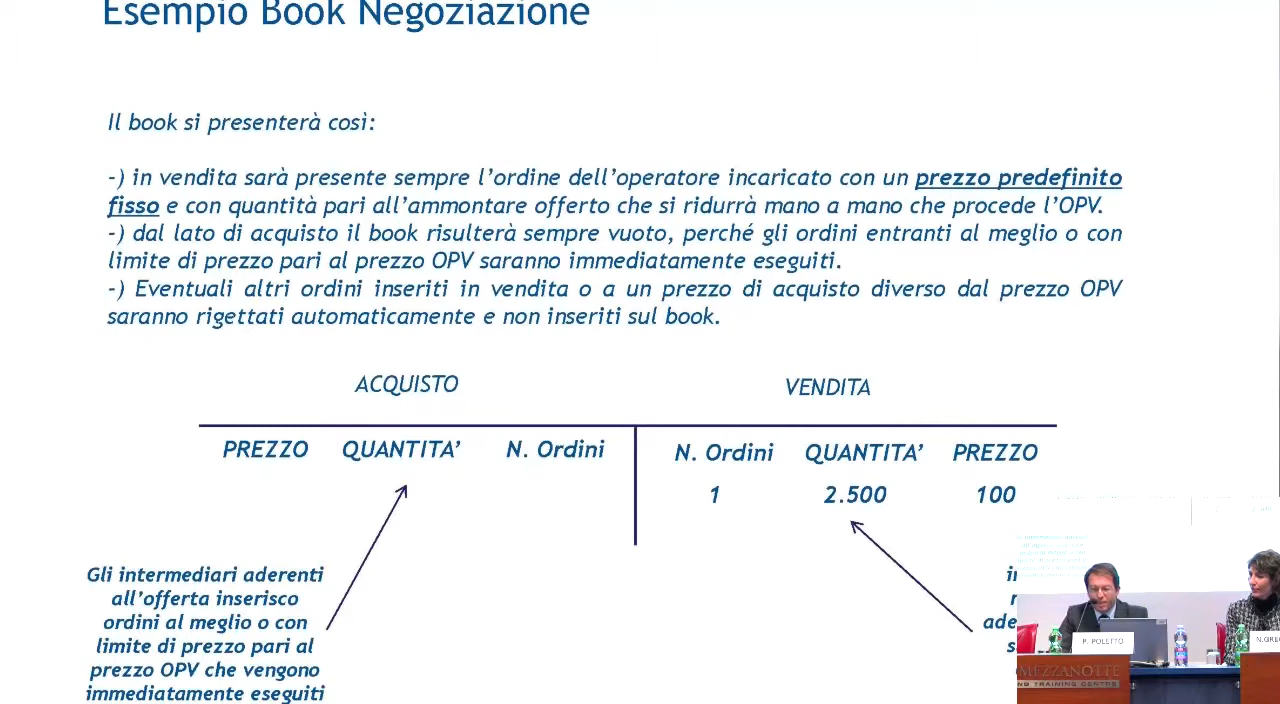 Esempio Book Negoziazione
Il book si presenterà così:
-) in vendita sarà presente sempre l'ordine dell'operatore incaricato con un prezzo predefinito
fisso e con quantità pari all'ammontare offerto che si ridurrà mano a mano che procede l'OPV.
-) dal lato di acquisto il book risulterà sempre vuoto, perché gli ordini entranti al meglio o con
limite di prezzo pari al prezzo OPV saranno immediatamente eseguiti.
-) Eventuali altri ordini inseriti in vendita o a un prezzo di acquisto diverso dal prezzo OPV
saranno rigettati automaticamente e non inseriti sul book.
ACQUISTO
VENDITA
PREZZO QUANTITA' N. Ordini
N. Ordini QUANTITA' PREZZO
1 2.500 100
Gli intermediari aderenti
all'offerta inserisco
ordini al meglio o con
limite di prezzo pari al
prezzo OPV che vengono
immediatamente eseguiti
ade
P. POLETTO
N.GREC
MEZZANOTTE
ND TRAINING CENTRE